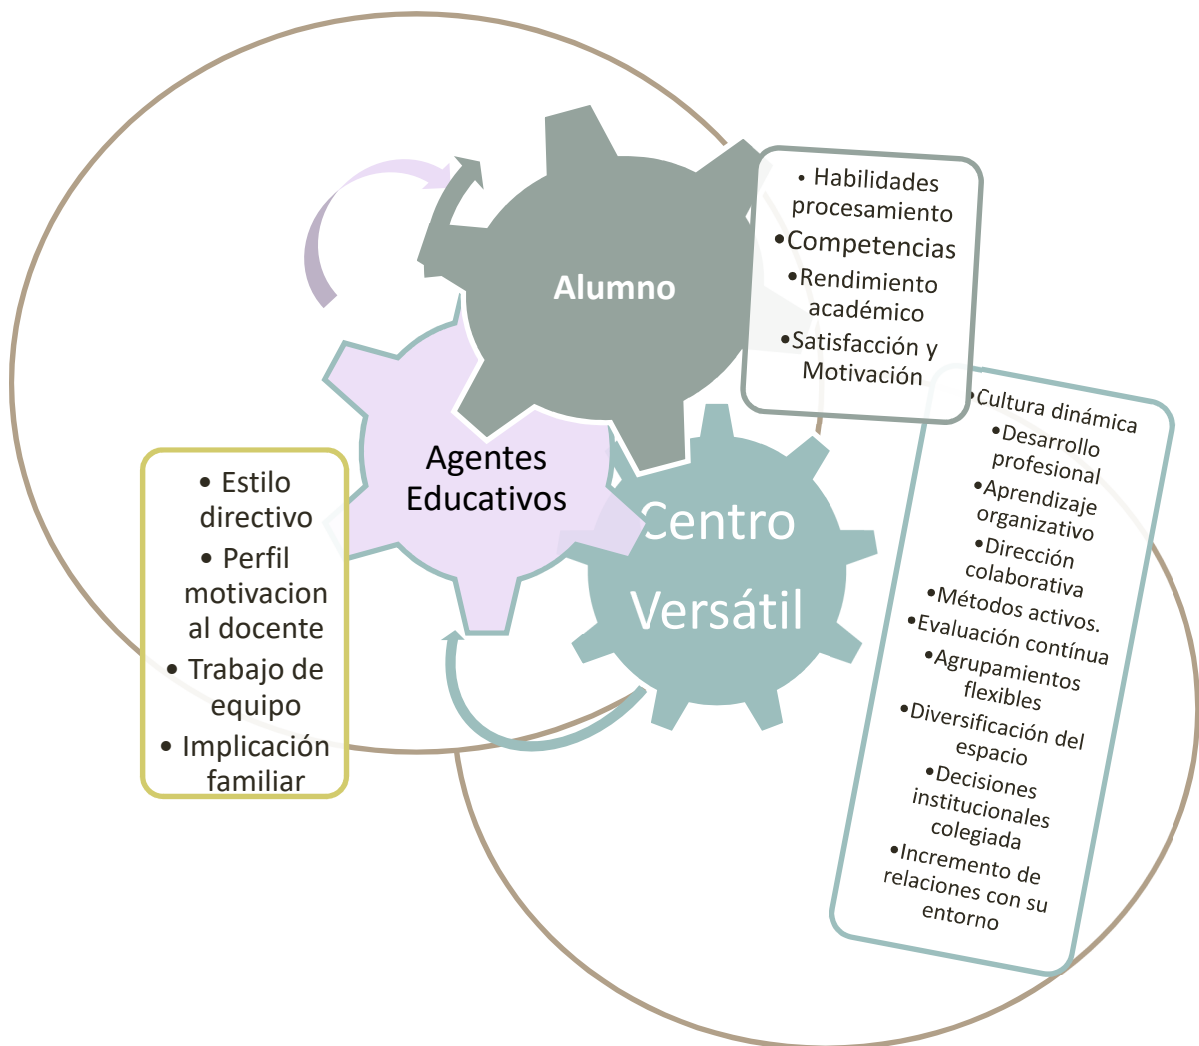 Alumno
• Habilidades
procesamiento
•Competencias
•Rendimiento
académico
•Satisfacción y
Motivación
Agentes
Educativos
• Estilo
directivo
• Perfil
motivacion
al docente
• Trabajo de
equipo
• Implicación
familiar
Centro
Versátil
•Cultura dinámica
•Desarrollo
profesional
•Aprendizaje
organizativo
•Dirección
colaborativa
•Métodos activos.
•Evaluación contínua
•Agrupamientos
flexibles
•Diversificación del
espacio
•Decisiones
institucionales
colegiada
•Incremento de
relaciones con su
entorno